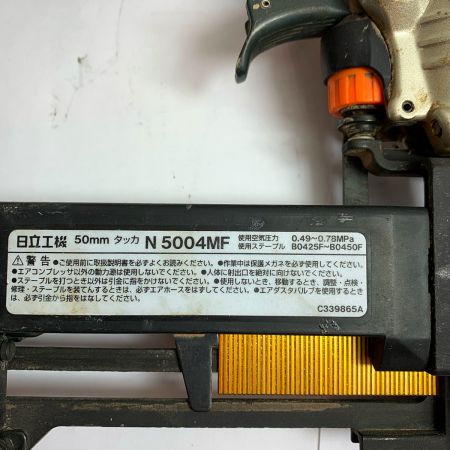 日立工機 50mm タッカ N 5004MF 使用空気圧力 0.49~0.78MPa
使用ステープル B0425F~B0450F
⚠警告 ●ご使用前に取扱説明書を必ずよくお読みください。●作業中は保護メガネを必ず使用してください。
●エアコンプレッサ以外の動力源は使用しないでください。●人体に射出口を絶対に向けないでください。
●ステープルを打つとき以外は引金に指をかけないでください。●使用しないとき、移動するとき、調整・点検・
修理・ステープルを装てんするときは、必ずエアホースをはずしてください。●エアダスタバルブを使用するとき
は、必ず引金から指をはなしてください。
C339865A